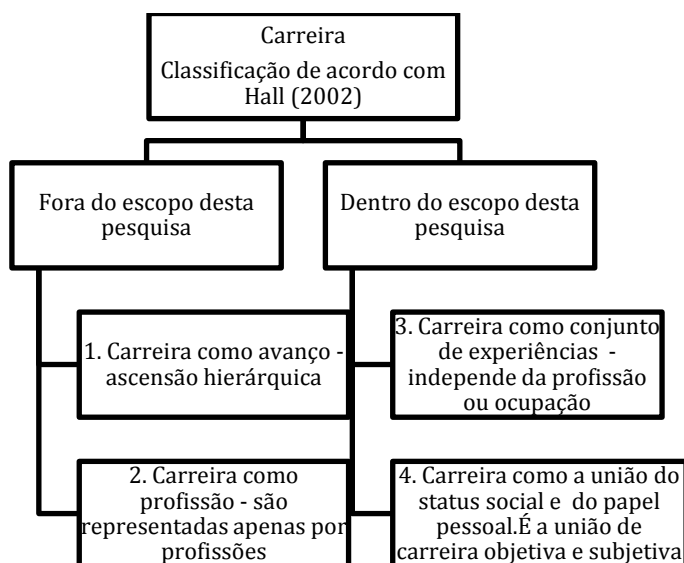 Carreira
Classificação de acordo com
Hall (2002)
Fora do escopo desta
pesquisa
Dentro do escopo desta
pesquisa
1. Carreira como avanço -
ascensão hierárquica
2. Carreira como
profissão - são
representadas apenas por
profissões
3. Carreira como conjunto
de experiências - 
independe da profissão
ou ocupação
4. Carreira como a união do
status social e do papel
pessoal.É a união de
carreira objetiva e subjetiva